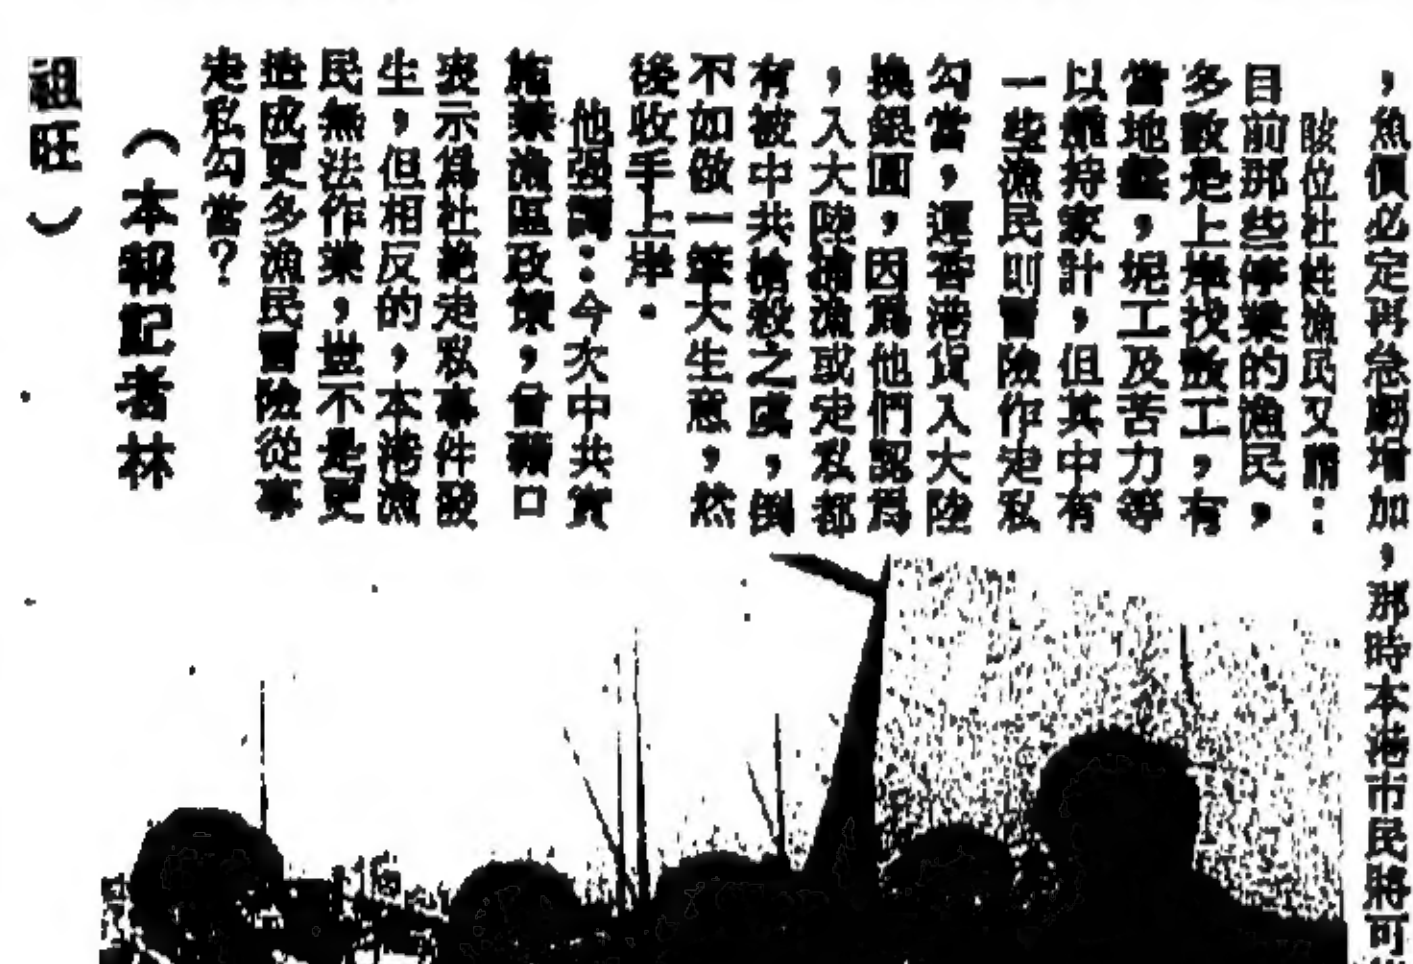 ，魚價必定再急劇增加，那時本港市民將可
該位杜姓漁民又謂：
目前那些停業的漁民，
多數是上岸找散工，有
當地盤，坭工及苦力等
以維持家計，但其中有
一些漁民則冒險作走私
勾當，運香港貨入大陸
換銀圓，因爲他們認爲
，入大陸捕漁或走私都
有被中共搶殺之虞，倒
不如做一筆大生意，然
後收手上岸。
他强調：今次中共實
施禁漁區政策，曾藉口
表示爲杜絶走私事件發
生，但相反的，本港漁
民無法作業，豈不是更
造成更多漁民冒險從事
走私勾當？
（本報記者林
祖旺）